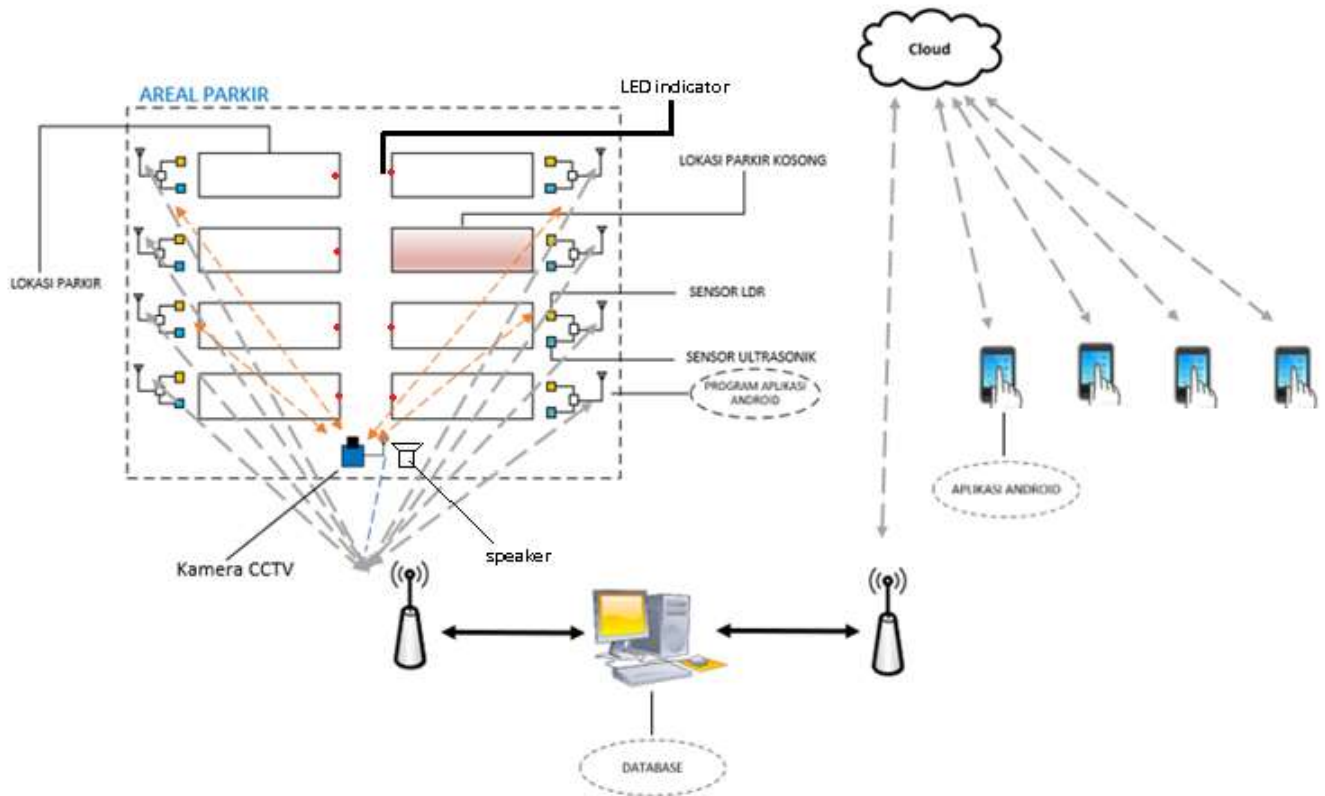 Cloud
LED indicator
AREAL PARKIR
LOKASI PARKIR KOSONG
LOKASI PARKIR
SENSOR LDR
SENSOR ULTRASONIK
PROGRAM APLIKASI
ANDROID
APLIKASI ANDROID
speaker
Kamera CCTV
DATABASE